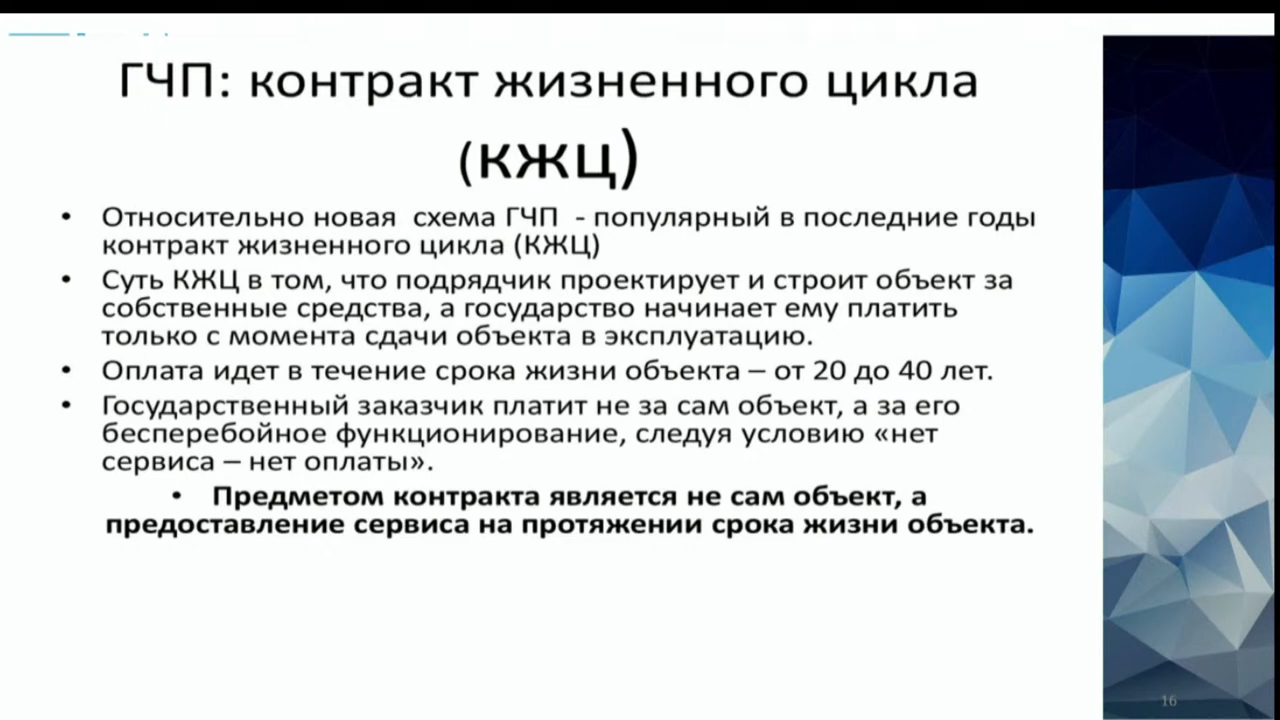 ГЧП: контракт жизненного цикла
(КЖЦ)
• Относительно новая схема ГЧП - популярный в последние годы
контракт жизненного цикла (КЖЦ)
• Суть КЖЦ в том, что подрядчик проектирует и строит объект за
собственные средства, а государство начинает ему платить
только с момента сдачи объекта в эксплуатацию.
• Оплата идет в течение срока жизни объекта – от 20 до 40 лет.
• Государственный заказчик платит не за сам объект, а за его
бесперебойное функционирование, следуя условию «нет
сервиса – нет оплаты».
• Предметом контракта является не сам объект, а
предоставление сервиса на протяжении срока жизни объекта.
16